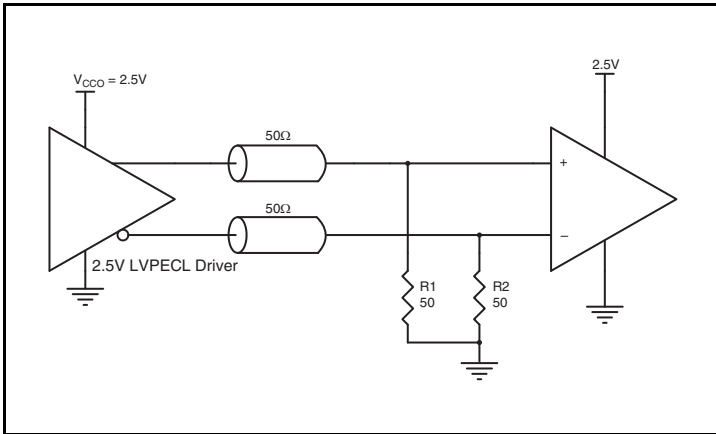 V_CCO = 2.5V
2.5V
50Ω
+
50Ω
−
2.5V LVPECL Driver
R1
50
R2
50